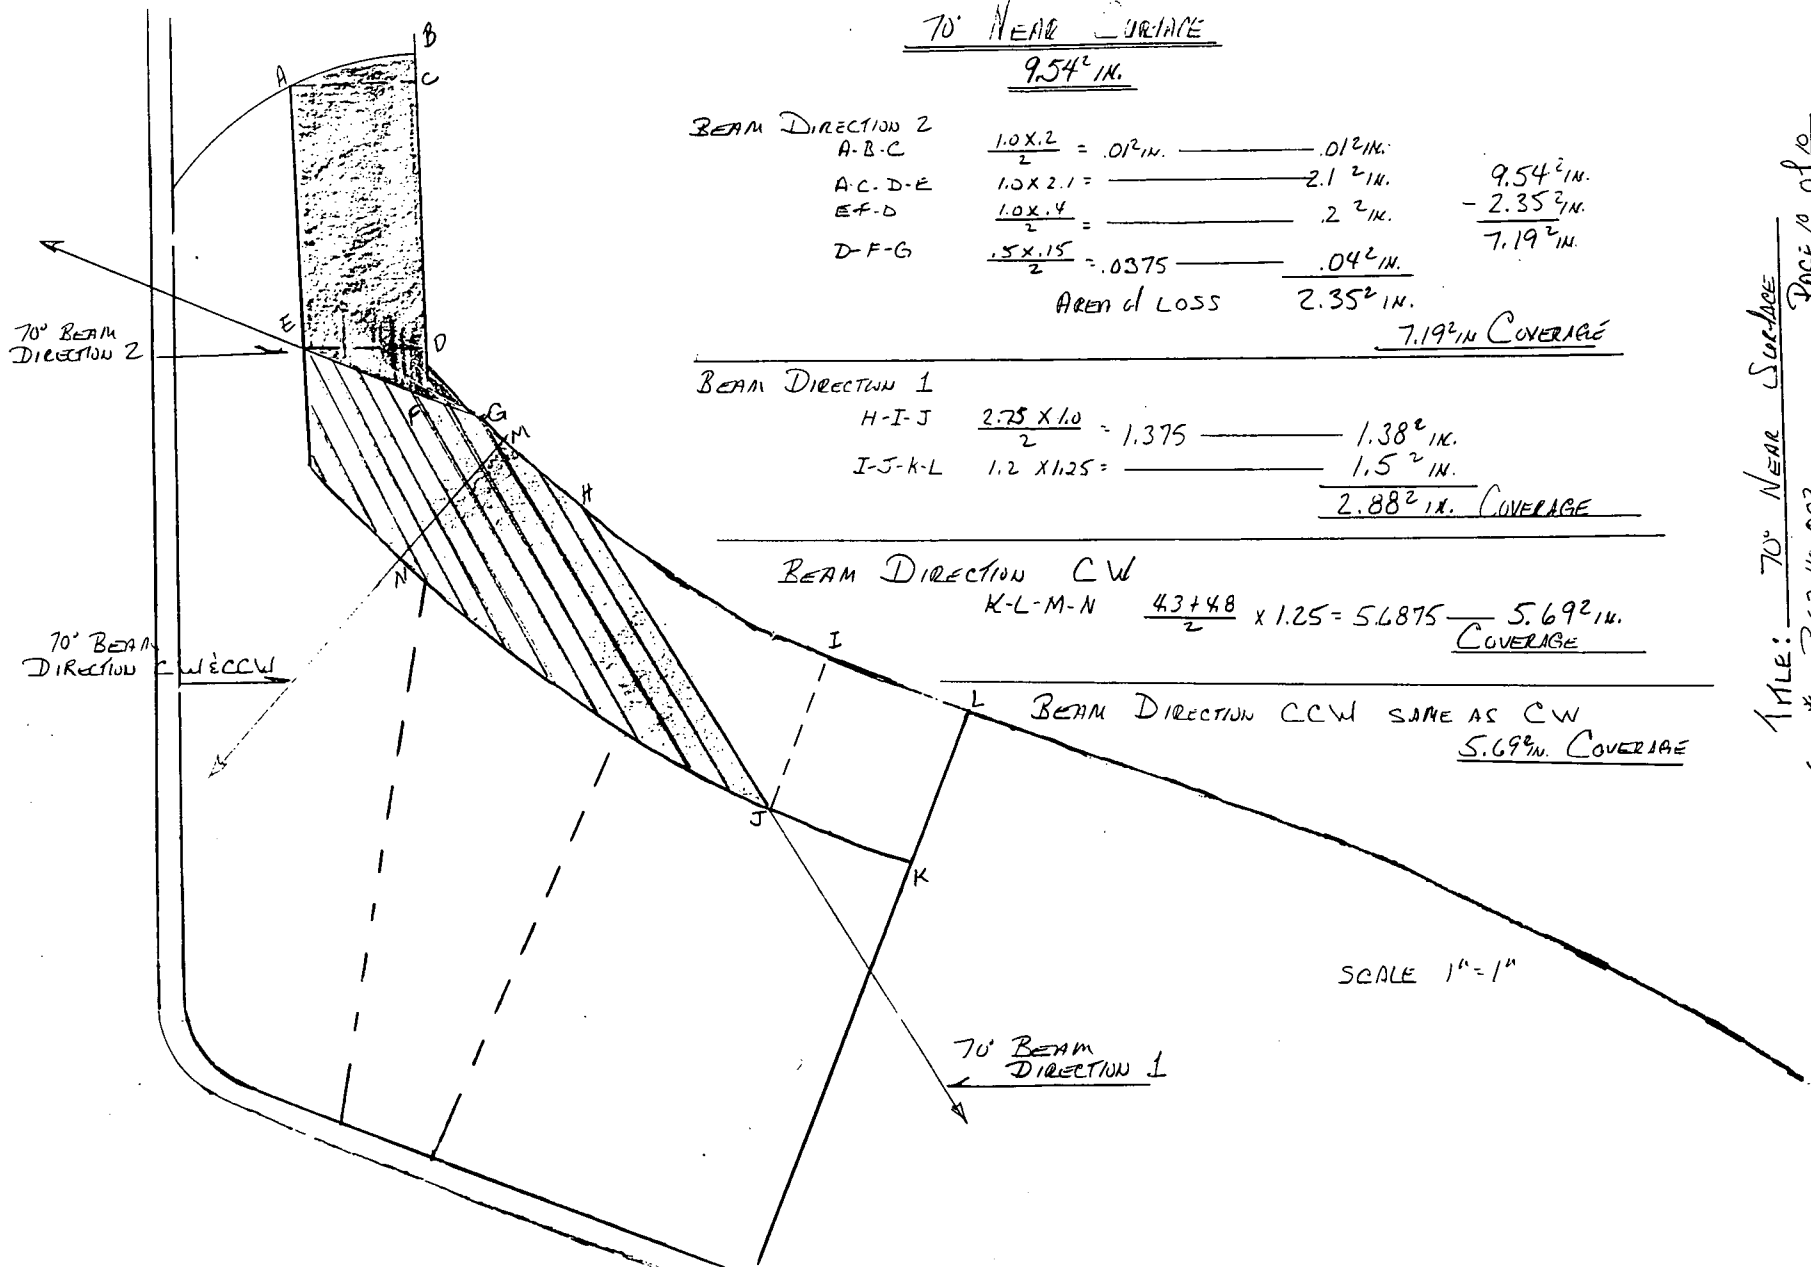 70° NEAR SURFACE
9.54² IN.
BEAM DIRECTION 2
A-B-C 1.0 X .2 / 2 = .01² IN. .01² IN.
A-C-D-E 1.0 X 2.1 = 2.1 ² IN.
E-F-D 1.0 X .4 / 2 = .2 ² IN.
D-F-G .5 X .15 / 2 = .0375 .04² IN.
AREA of LOSS 2.35² IN.
9.54² IN.
- 2.35² IN.
7.19² IN.
7.19² IN COVERAGE
BEAM DIRECTION 1
H-I-J 2.75 X 1.0 / 2 = 1.375 1.38² IN.
I-J-K-L 1.2 X 1.25 = 1.5 ² IN.
2.88² IN. COVERAGE
BEAM DIRECTION CW
K-L-M-N 4.3 + 4.8 / 2 X 1.25 = 5.6875 5.69² IN.
COVERAGE
BEAM DIRECTION CCW SAME AS CW
5.69² IN. COVERAGE
SCALE 1" = 1"
70° BEAM
DIRECTION 1
70° BEAM
DIRECTION 2
70° BEAM
DIRECTION CW & CCW
A
B
C
D
E
F
G
M
H
N
I
L
J
K
TITLE: 70° NEAR SURFACE
PAGE 10 of 10